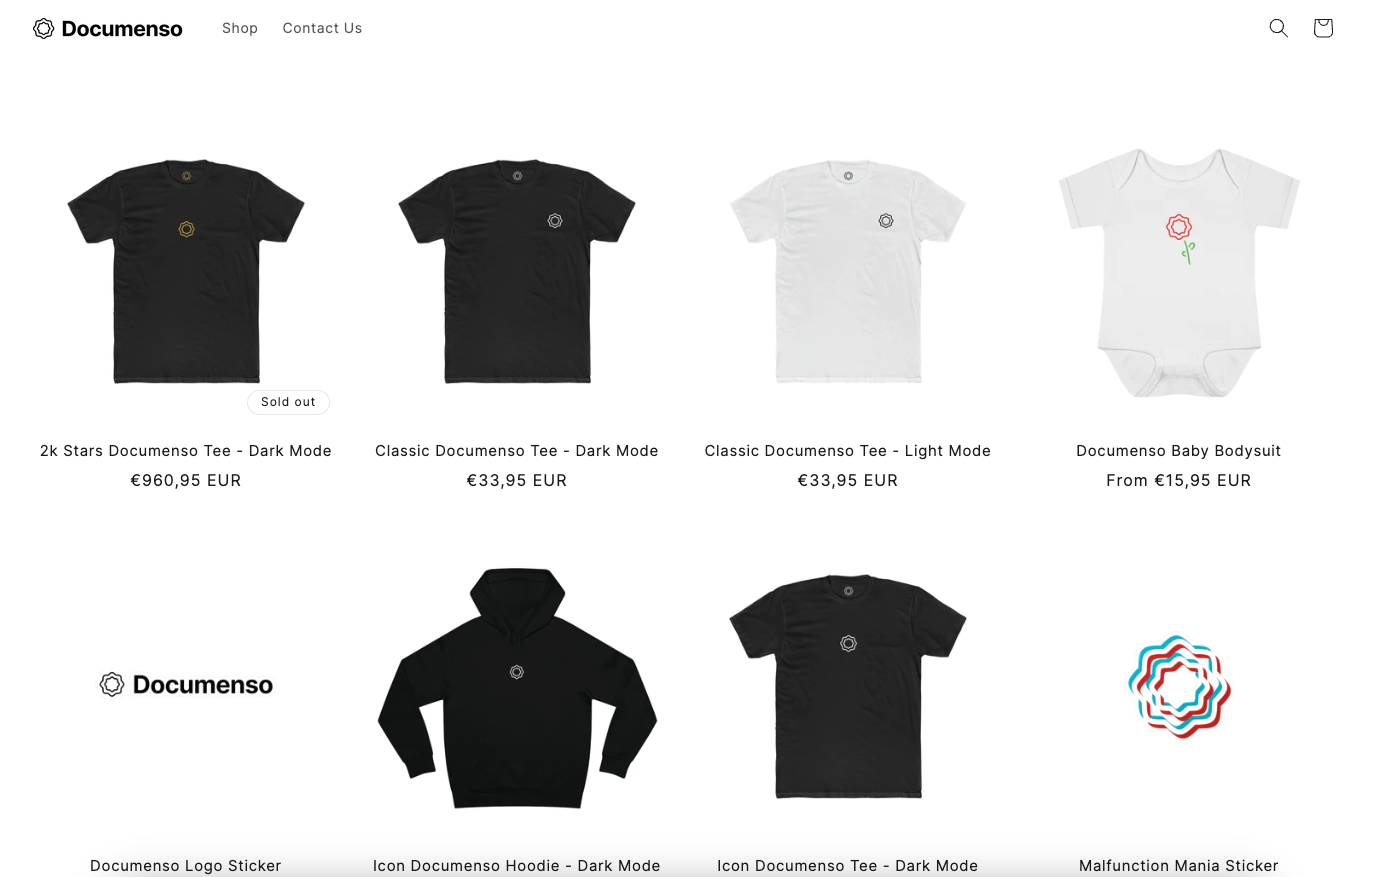 Documenso Shop Contact Us
Sold out
2k Stars Documenso Tee - Dark Mode
€960,95 EUR
Classic Documenso Tee - Dark Mode
€33,95 EUR
Classic Documenso Tee - Light Mode
€33,95 EUR
Documenso Baby Bodysuit
From €15,95 EUR
Documenso
Documenso Logo Sticker
Icon Documenso Hoodie - Dark Mode
Icon Documenso Tee - Dark Mode
Malfunction Mania Sticker